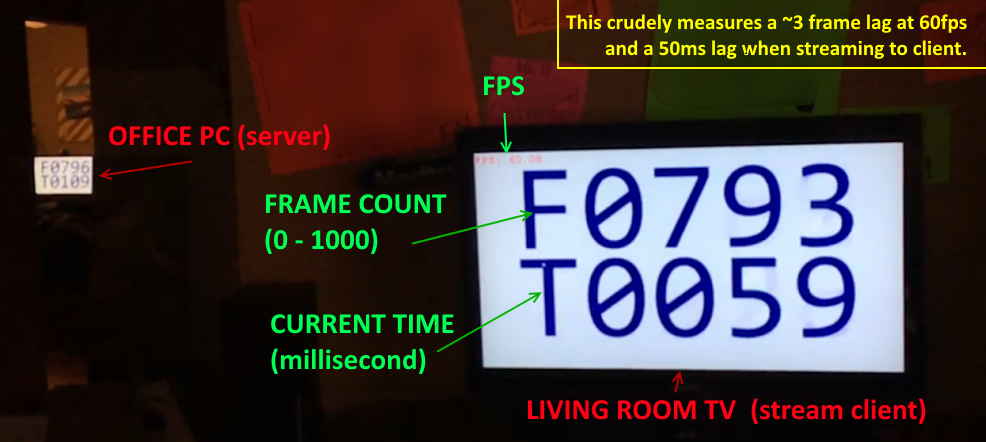 This crudely measures a ~3 frame lag at 60fps
and a 50ms lag when streaming to client.
FPS
OFFICE PC (server)
F0796
T0109
FPS: 60.08
F0793
T0059
FRAME COUNT
(0 - 1000)
CURRENT TIME
(millisecond)
LIVING ROOM TV (stream client)